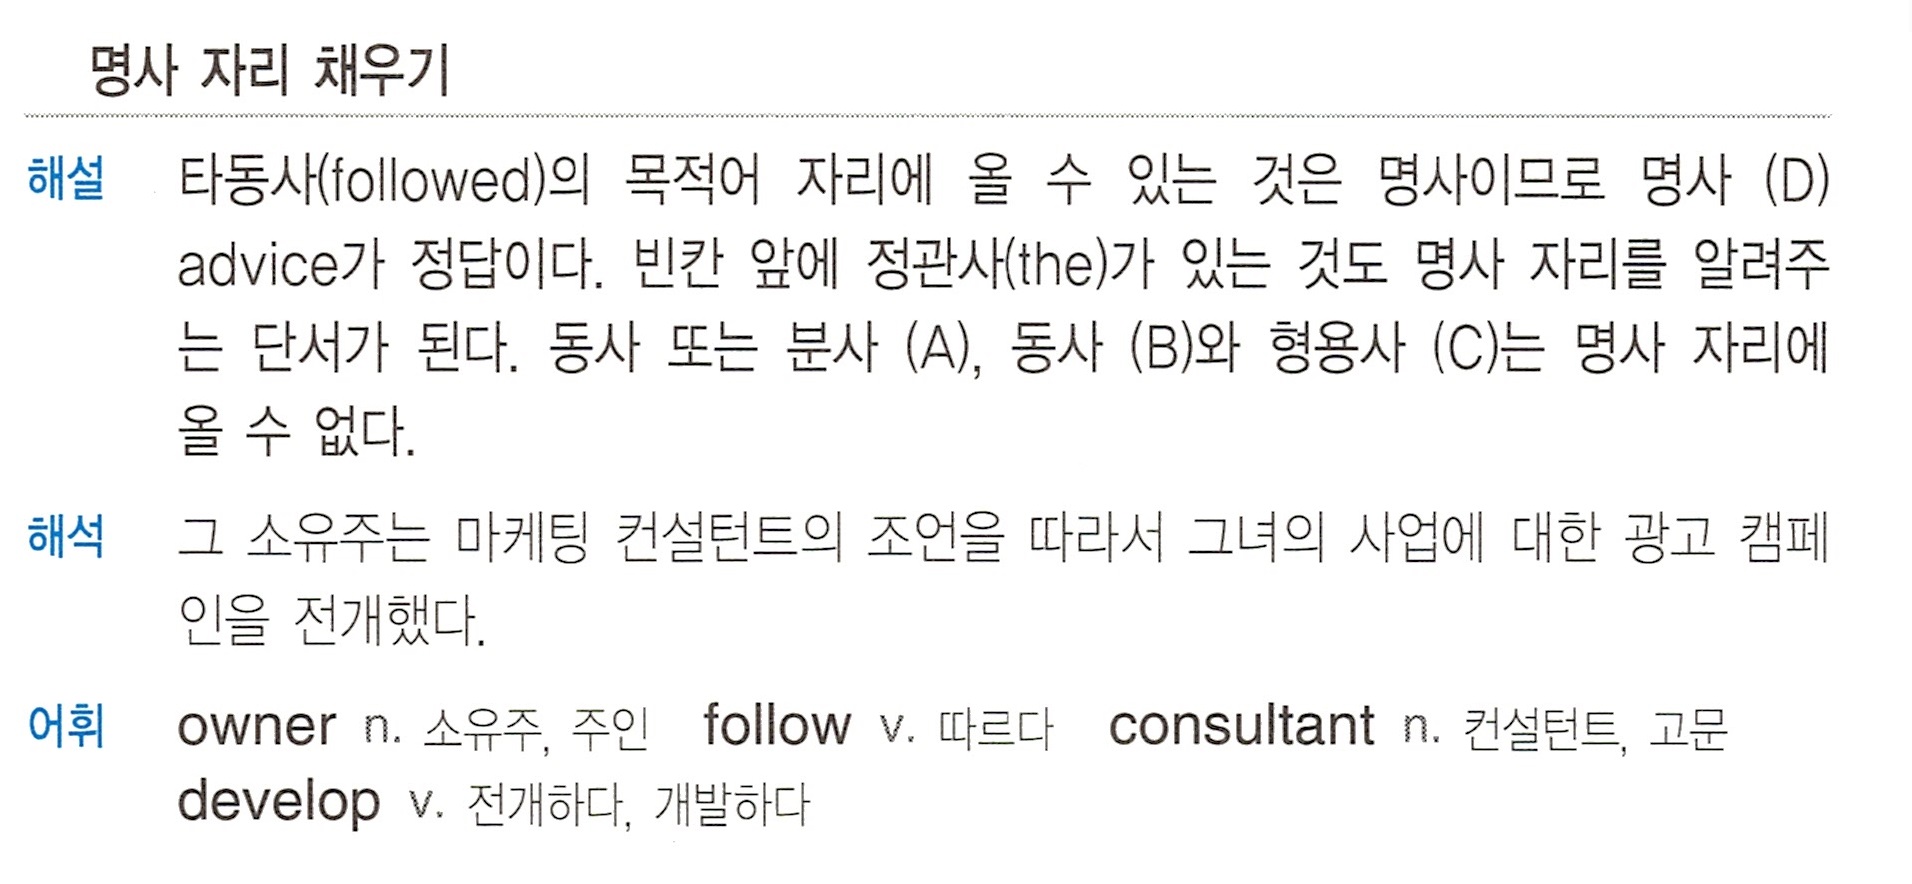 명사 자리 채우기
해설 타동사(followed)의 목적어 자리에 올 수 있는 것은 명사이므로 명사 (D)
advice가 정답이다. 빈칸 앞에 정관사(the)가 있는 것도 명사 자리를 알려주
는 단서가 된다. 동사 또는 분사 (A), 동사 (B)와 형용사 (C)는 명사 자리에
올 수 없다.
해석 그 소유주는 마케팅 컨설턴트의 조언을 따라서 그녀의 사업에 대한 광고 캠페
인을 전개했다.
어휘 owner n. 소유주, 주인 follow v. 따르다 consultant n. 컨설턴트, 고문
develop v. 전개하다, 개발하다